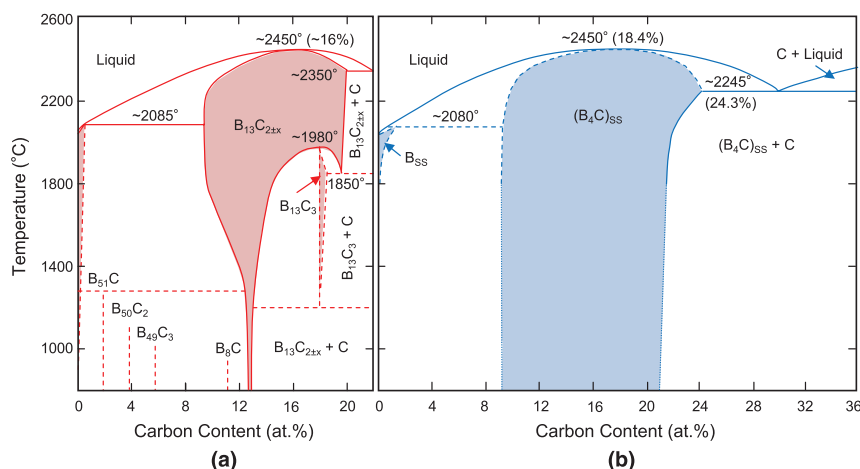 (a)
(b)
2600
2200
1800
1400
1000
Temperature (°C)
Liquid
~2450° (~16%)
~2350°
~2085°
B13C2±x
~1980°
B13C2±x + C
1850°
B13C3
B13C3 + C
B51C
B50C2
B49C3
B8C
B13C2±x + C
0 4 8 12 16 20
Carbon Content (at.%)
(a)
Liquid
~2450° (18.4%)
C + Liquid
~2245°
(24.3%)
~2080°
(B4C)SS
BSS
(B4C)SS + C
0 4 8 12 16 20 24 28 32 36
Carbon Content (at.%)
(b)